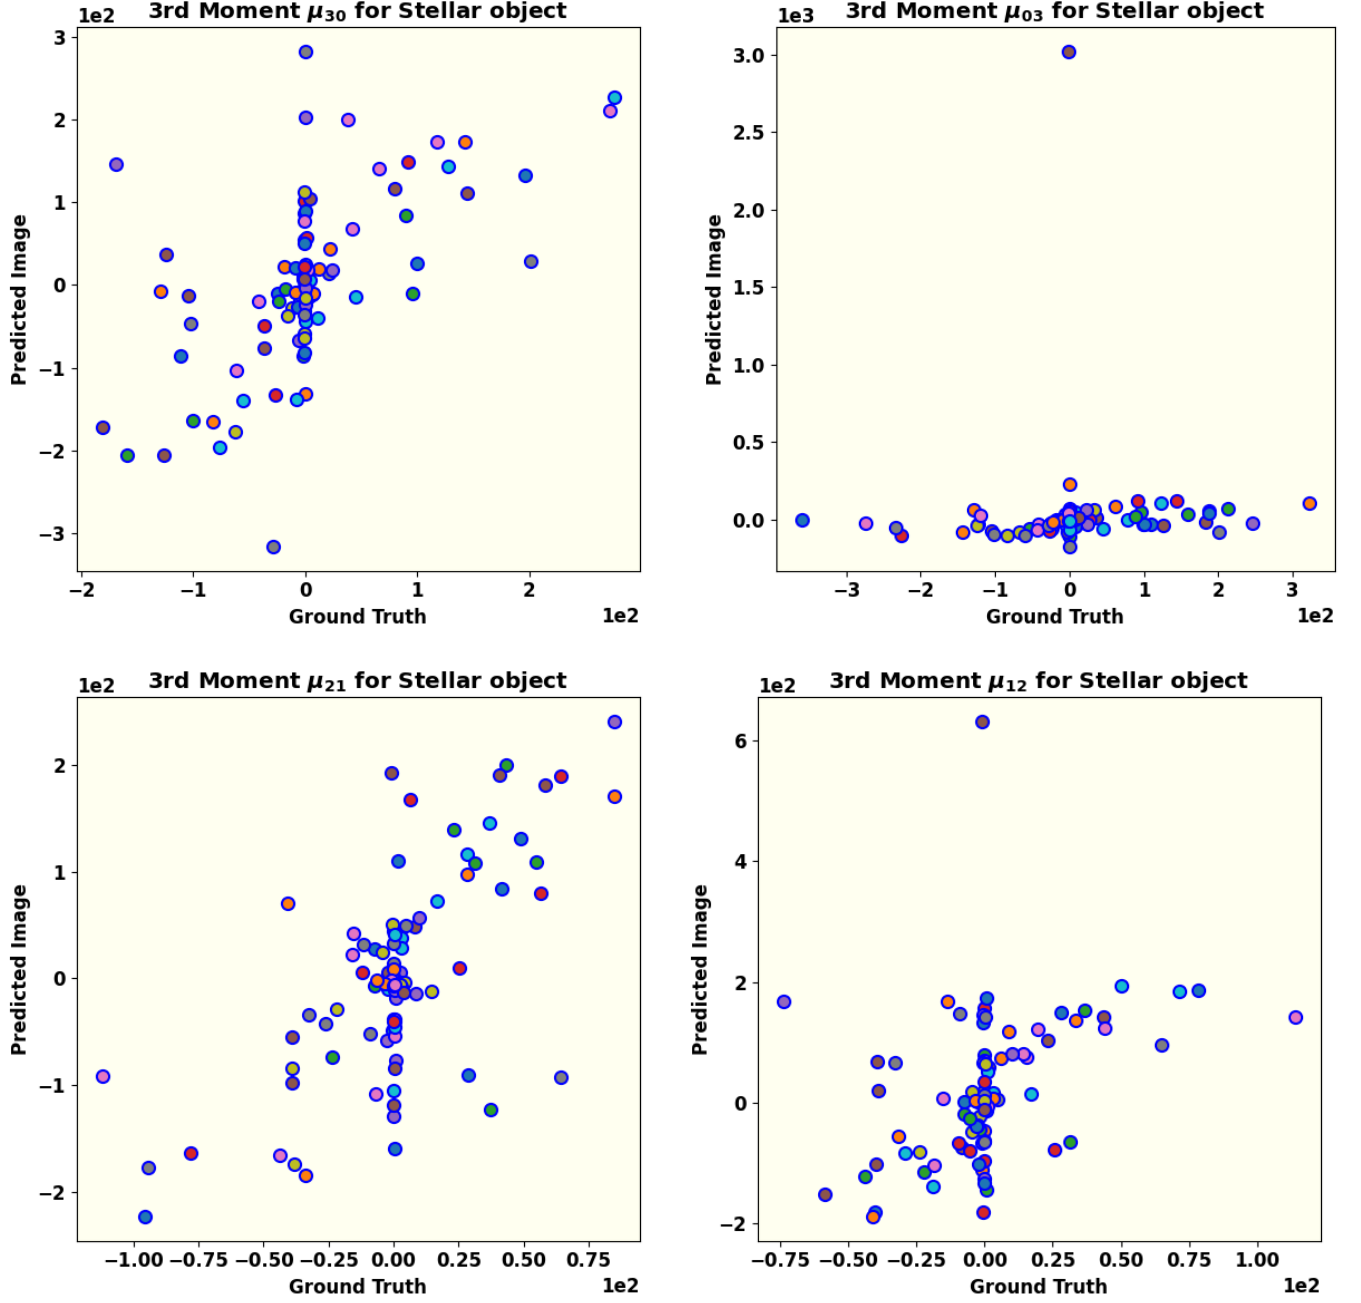 3rd Moment μ30 for Stellar object
1e2
3
2
1
0
−1
−2
−3
Predicted Image
−2 −1 0 1 2
Ground Truth
1e2
3rd Moment μ03 for Stellar object
1e3
3.0
2.5
2.0
1.5
1.0
0.5
0.0
Predicted Image
−3 −2 −1 0 1 2 3
Ground Truth
1e2
3rd Moment μ21 for Stellar object
1e2
2
1
0
−1
−2
Predicted Image
−1.00 −0.75 −0.50 −0.25 0.00 0.25 0.50 0.75
Ground Truth
1e2
3rd Moment μ12 for Stellar object
1e2
6
4
2
0
−2
Predicted Image
−0.75 −0.50 −0.25 0.00 0.25 0.50 0.75 1.00
Ground Truth
1e2